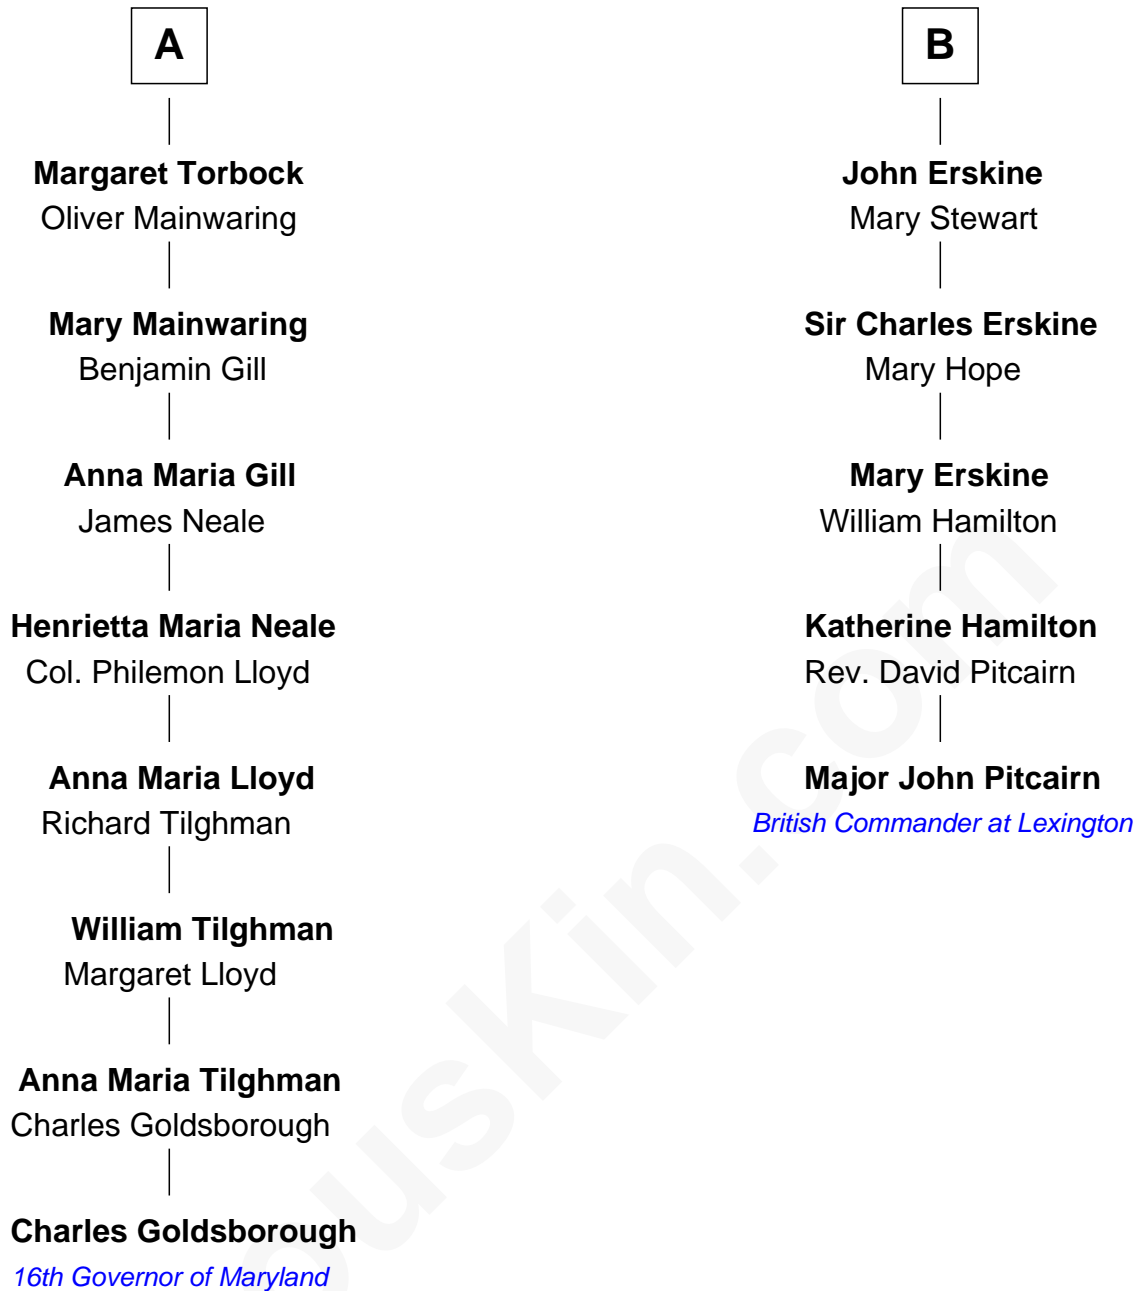 A
Margaret Torbock
Oliver Mainwaring
Mary Mainwaring
Benjamin Gill
Anna Maria Gill
James Neale
Henrietta Maria Neale
Col. Philemon Lloyd
Anna Maria Lloyd
Richard Tilghman
William Tilghman
Margaret Lloyd
Anna Maria Tilghman
Charles Goldsborough
Charles Goldsborough
16th Governor of Maryland
B
John Erskine
Mary Stewart
Sir Charles Erskine
Mary Hope
Mary Erskine
William Hamilton
Katherine Hamilton
Rev. David Pitcairn
Major John Pitcairn
British Commander at Lexington
ousKin.com